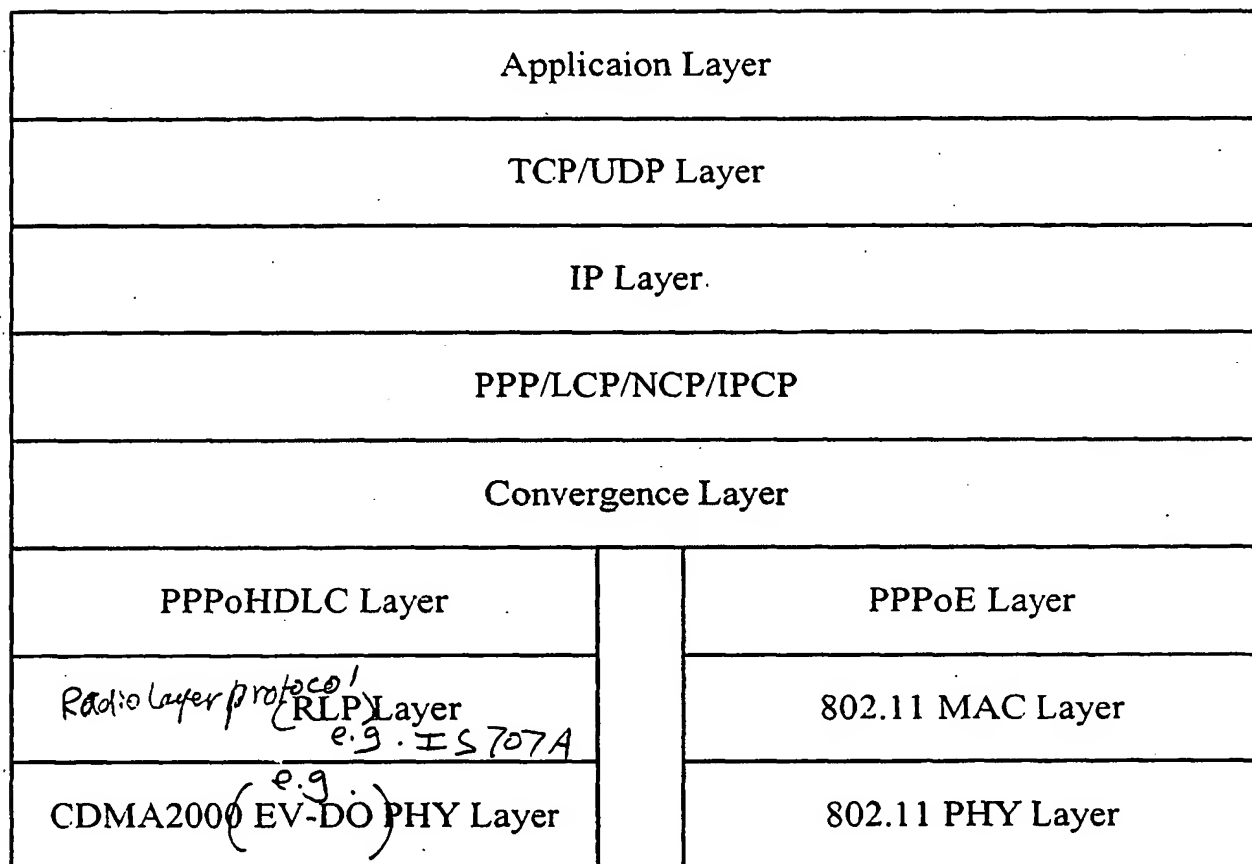 Applicaion Layer
TCP/UDP Layer
IP Layer
PPP/LCP/NCP/IPCP
Convergence Layer
PPPoHDLC Layer
PPPoE Layer
Radio layer protocol
(RLP) Layer
e.g. IS 707A
802.11 MAC Layer
e.g.
CDMA2000 (EV-DO) PHY Layer
802.11 PHY Layer